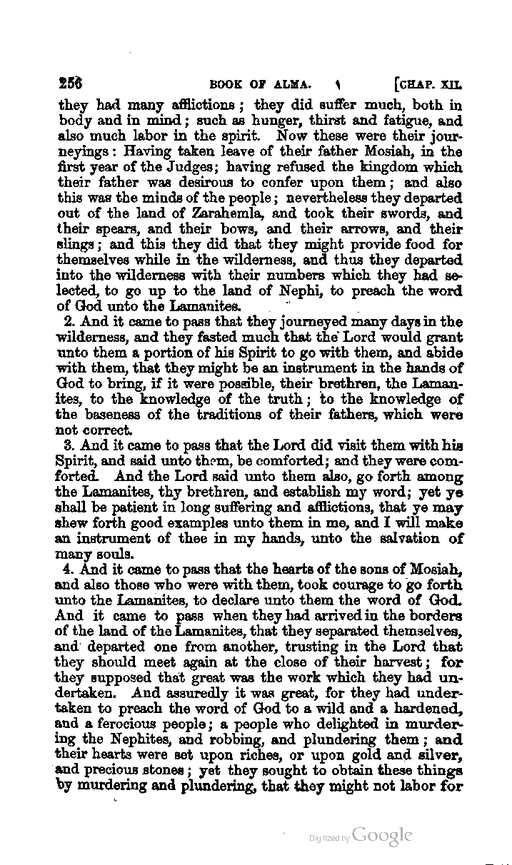 256 BOOK OF ALMA. [CHAP. XII.
they had many afflictions; they did suffer much, both in
body and in mind; such as hunger, thirst and fatigue, and
also much labor in the spirit. Now these were their jour-
neyings: Having taken leave of their father Mosiah, in the
first year of the Judges; having refused the kingdom which
their father was desirous to confer upon them; and also
this was the minds of the people; nevertheless they departed
out of the land of Zarahemla, and took their swords, and
their spears, and their bows, and their arrows, and their
slings; and this they did that they might provide food for
themselves while in the wilderness, and thus they departed
into the wilderness with their numbers which they had se-
lected, to go up to the land of Nephi, to preach the word
of God unto the Lamanites.
2. And it came to pass that they journeyed many days in the
wilderness, and they fasted much that the Lord would grant
unto them a portion of his Spirit to go with them, and abide
with them, that they might be an instrument in the hands of
God to bring, if it were possible, their brethren, the Laman-
ites, to the knowledge of the truth; to the knowledge of
the baseness of the traditions of their fathers, which were
not correct.
3. And it came to pass that the Lord did visit them with his
Spirit, and said unto them, be comforted; and they were com-
forted. And the Lord said unto them also, go forth among
the Lamanites, thy brethren, and establish my word; yet ye
shall be patient in long suffering and afflictions, that ye may
shew forth good examples unto them in me, and I will make
an instrument of thee in my hands, unto the salvation of
many souls.
4. And it came to pass that the hearts of the sons of Mosiah,
and also those who were with them, took courage to go forth
unto the Lamanites, to declare unto them the word of God.
And it came to pass when they had arrived in the borders
of the land of the Lamanites, that they separated themselves,
and departed one from another, trusting in the Lord that
they should meet again at the close of their harvest; for
they supposed that great was the work which they had un-
dertaken. And assuredly it was great, for they had under-
taken to preach the word of God to a wild and a hardened,
and a ferocious people; a people who delighted in murder-
ing the Nephites, and robbing, and plundering them; and
their hearts were set upon riches, or upon gold and silver,
and precious stones; yet they sought to obtain these things
by murdering and plundering, that they might not labor for
Digitized by Google